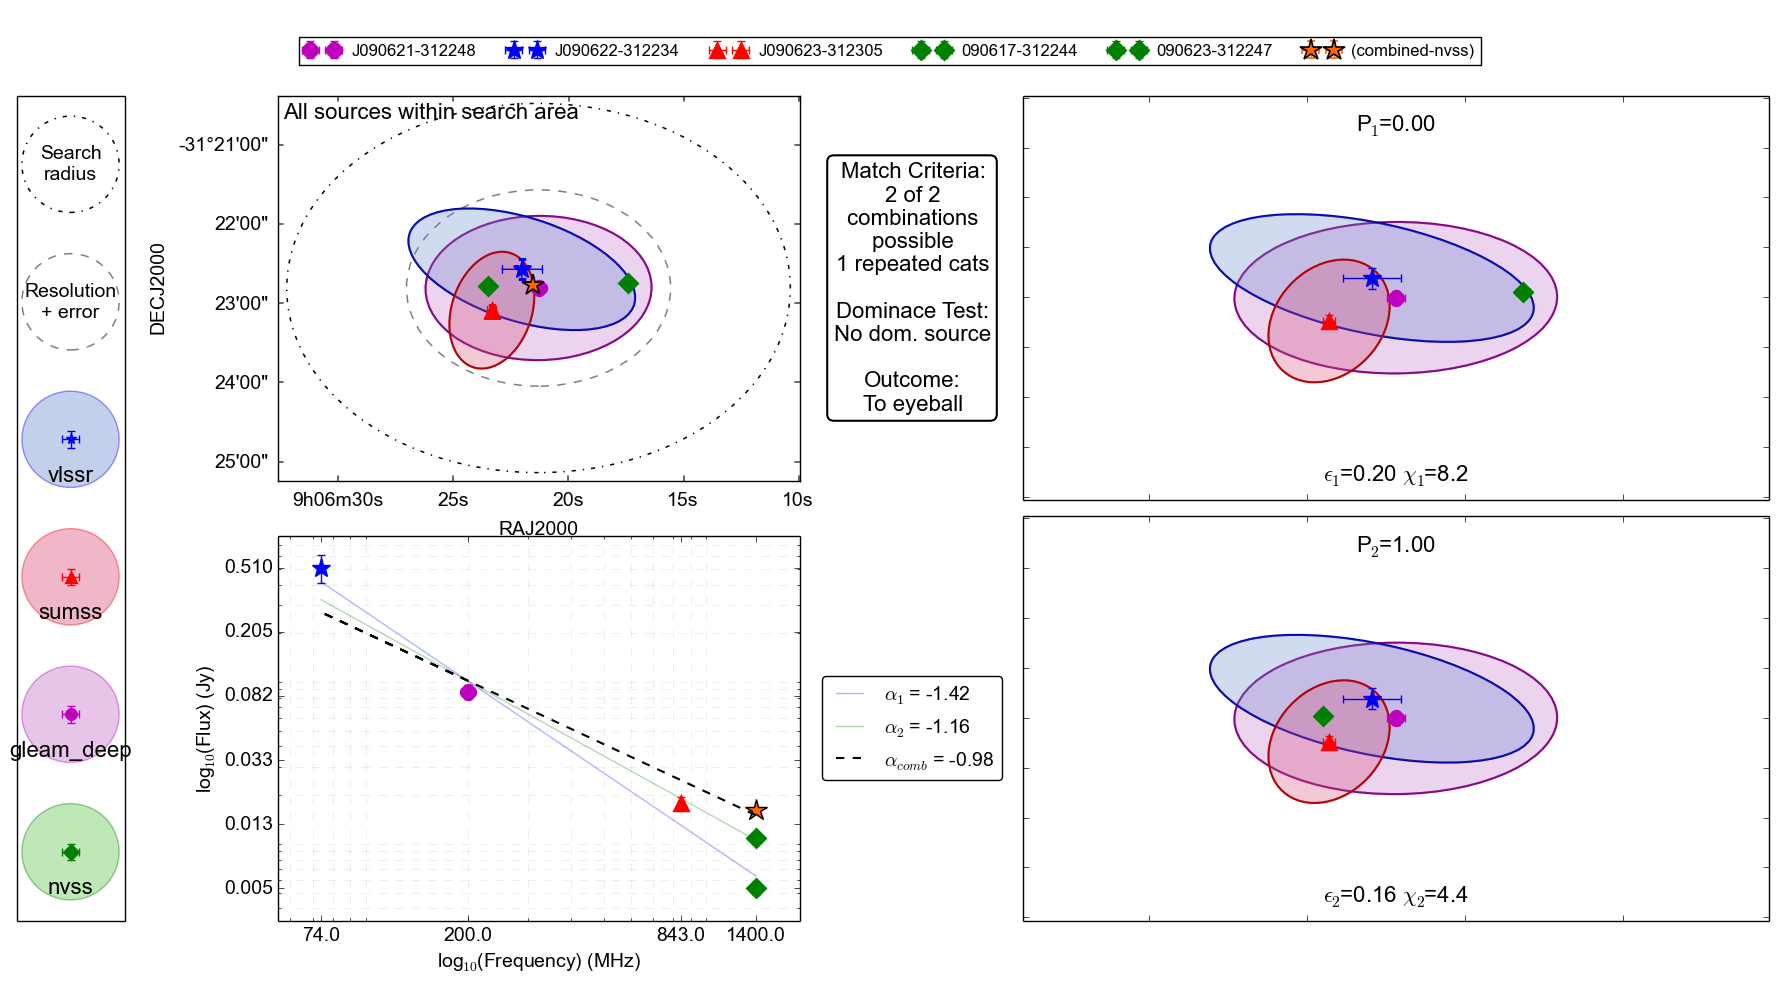 J090621-312248 J090622-312234 J090623-312305 090617-312244 090623-312247 (combined-nvss)
Search
radius
Resolution
+ error
vlssr
sumss
gleam_deep
nvss
All sources within search area
DECJ2000
-31°21'00"
22'00"
23'00"
24'00"
25'00"
9h06m30s 25s 20s 15s 10s
RAJ2000
Match Criteria:
2 of 2
combinations
possible
1 repeated cats
Dominace Test:
No dom. source
Outcome:
To eyeball
P₁=0.00
ϵ₁=0.20 χ₁=8.2
log₁₀(Flux) (Jy)
0.510
0.205
0.082
0.033
0.013
0.005
74.0 200.0 843.0 1400.0
log₁₀(Frequency) (MHz)
α₁ = -1.42
α₂ = -1.16
α_comb = -0.98
P₂=1.00
ϵ₂=0.16 χ₂=4.4